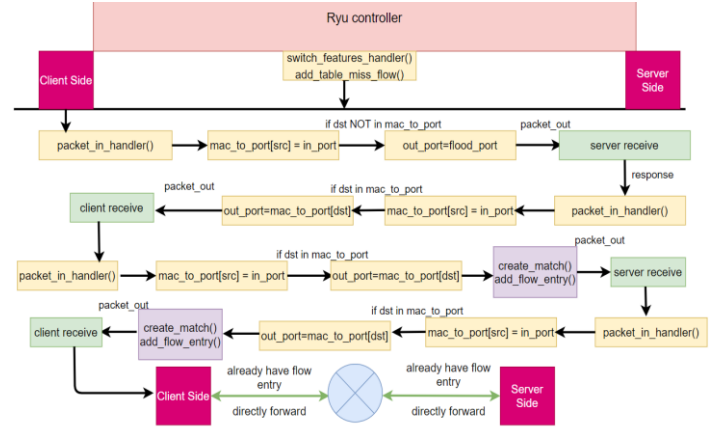 Ryu controller
Client Side
switch_features_handler()
add_table_miss_flow()
Server
Side
if dst NOT in mac_to_port
packet_out
packet_in_handler()
mac_to_port[src] = in_port
out_port=flood_port
server receive
response
packet_out
if dst in mac_to_port
client receive
out_port=mac_to_port[dst]
mac_to_port[src] = in_port
packet_in_handler()
if dst in mac_to_port
packet_out
packet_in_handler()
mac_to_port[src] = in_port
out_port=mac_to_port[dst]
create_match()
add_flow_entry()
server receive
packet_out
if dst in mac_to_port
client receive
create_match()
add_flow_entry()
out_port=mac_to_port[dst]
mac_to_port[src] = in_port
packet_in_handler()
already have flow
entry
already have flow
entry
Client Side
directly forward
directly forward
Server
Side